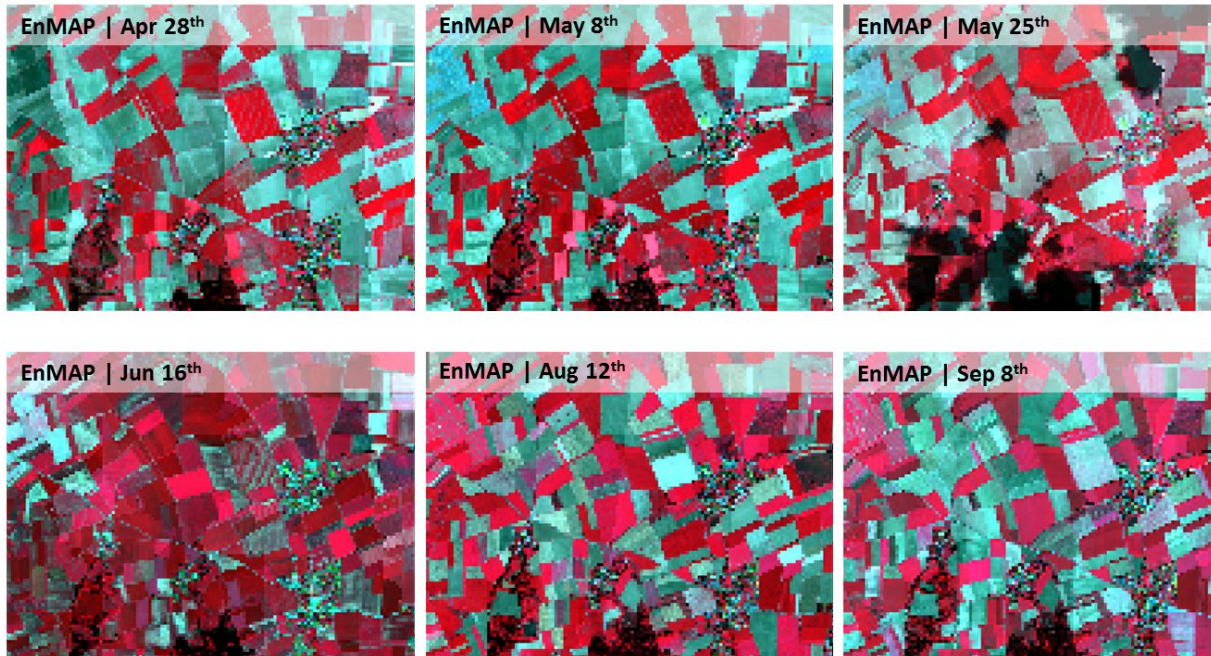 EnMAP | Apr 28th
EnMAP | May 8th
EnMAP | May 25th
EnMAP | Jun 16th
EnMAP | Aug 12th
EnMAP | Sep 8th